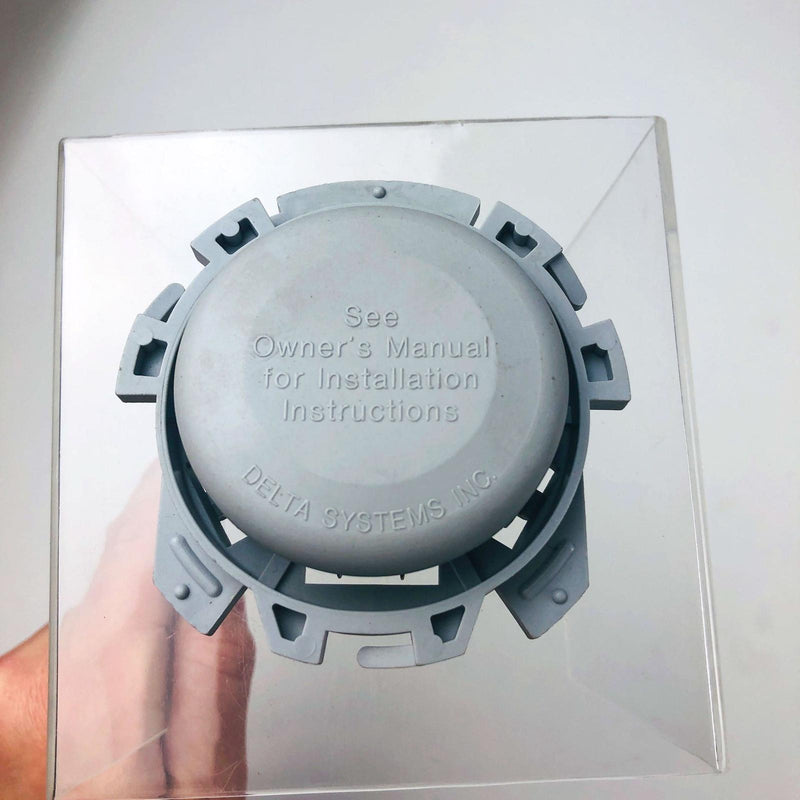 See
Owner's Manual
for Installation
Instructions
DELTA SYSTEMS INC.